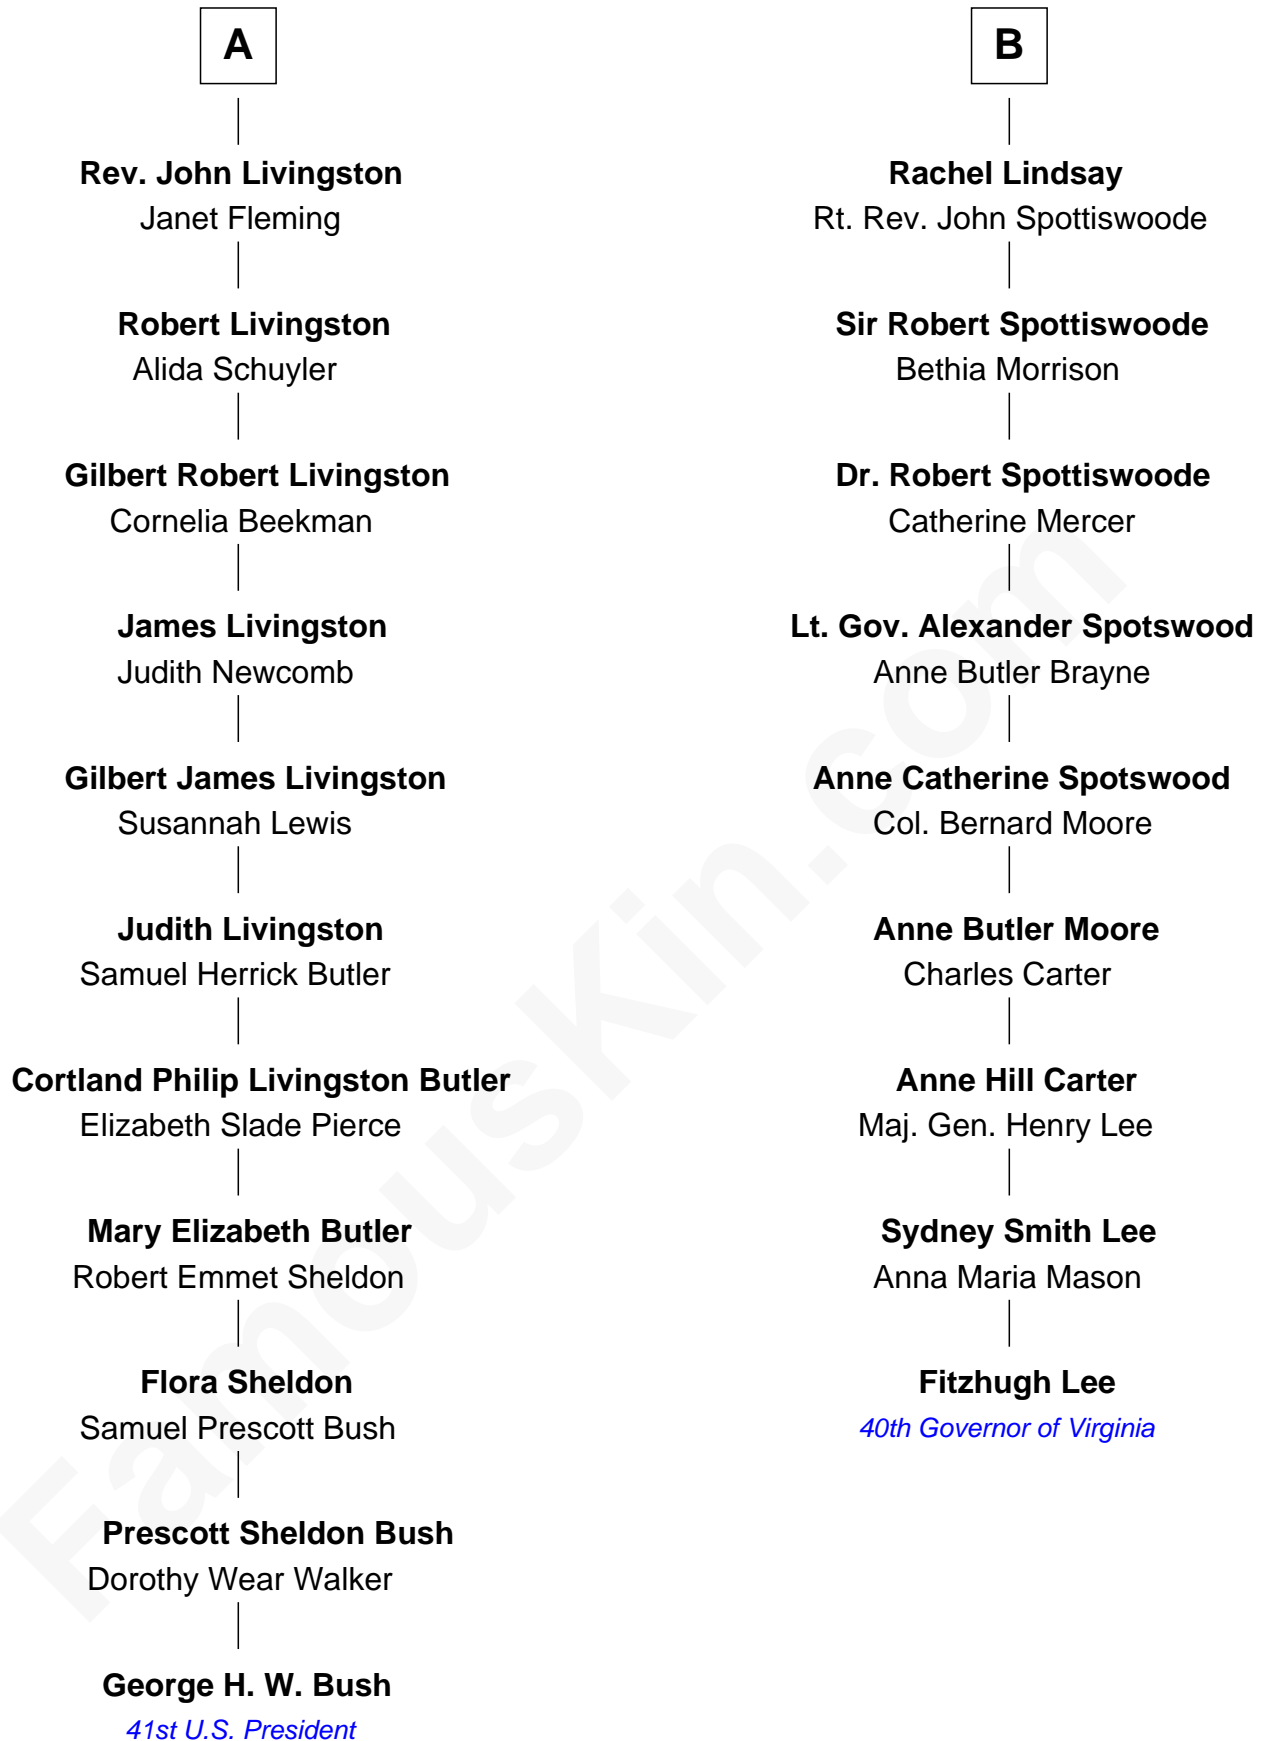 A
Rev. John Livingston
Janet Fleming
Robert Livingston
Alida Schuyler
Gilbert Robert Livingston
Cornelia Beekman
James Livingston
Judith Newcomb
Gilbert James Livingston
Susannah Lewis
Judith Livingston
Samuel Herrick Butler
Cortland Philip Livingston Butler
Elizabeth Slade Pierce
Mary Elizabeth Butler
Robert Emmet Sheldon
Flora Sheldon
Samuel Prescott Bush
Prescott Sheldon Bush
Dorothy Wear Walker
George H. W. Bush
41st U.S. President
B
Rachel Lindsay
Rt. Rev. John Spottiswoode
Sir Robert Spottiswoode
Bethia Morrison
Dr. Robert Spottiswoode
Catherine Mercer
Lt. Gov. Alexander Spotswood
Anne Butler Brayne
Anne Catherine Spotswood
Col. Bernard Moore
Anne Butler Moore
Charles Carter
Anne Hill Carter
Maj. Gen. Henry Lee
Sydney Smith Lee
Anna Maria Mason
Fitzhugh Lee
40th Governor of Virginia
FamousKin.com